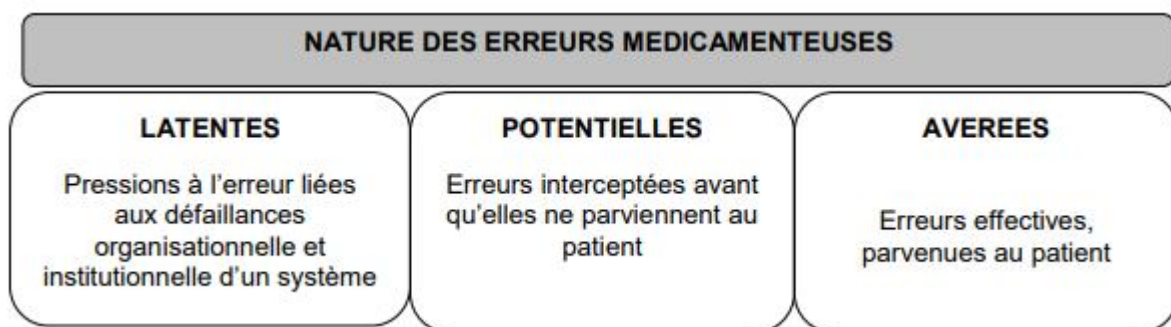 NATURE DES ERREURS MEDICAMENTEUSES
LATENTES
Pressions à l'erreur liées
aux défaillances
organisationnelle et
institutionnelle d'un système
POTENTIELLES
Erreurs interceptées avant
qu'elles ne parviennent au
patient
AVEREES
Erreurs effectives,
parvenues au patient